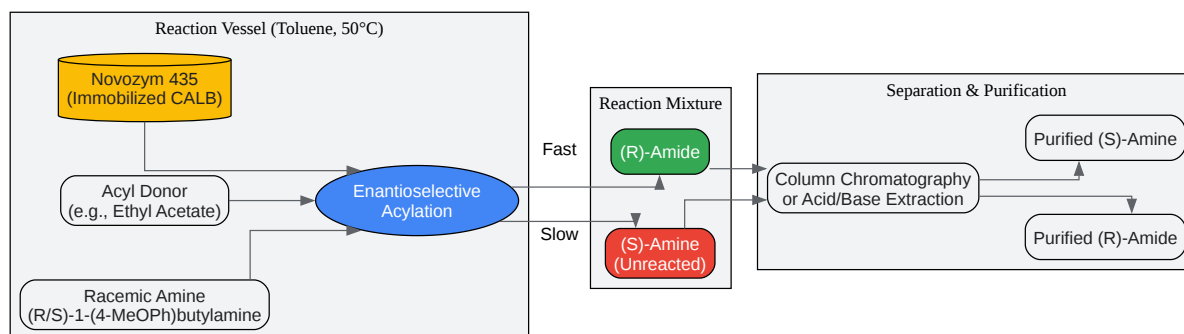 Reaction Vessel (Toluene, 50°C)
Novozym 435
(Immobilized CALB)
Acyl Donor
(e.g., Ethyl Acetate)
Racemic Amine
(R/S)-1-(4-MeOPh)butylamine
Enantioselective
Acylation
Fast
Slow
Reaction Mixture
(R)-Amide
(S)-Amine
(Unreacted)
Separation & Purification
Column Chromatography
or Acid/Base Extraction
Purified (S)-Amine
Purified (R)-Amide